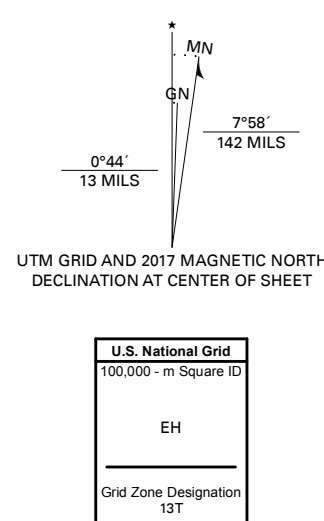 ★
MN
GN
7°58´
142 MILS
0°44´
13 MILS
UTM GRID AND 2017 MAGNETIC NORTH
DECLINATION AT CENTER OF SHEET
U.S. National Grid
100,000 - m Square ID
EH
Grid Zone Designation
13T